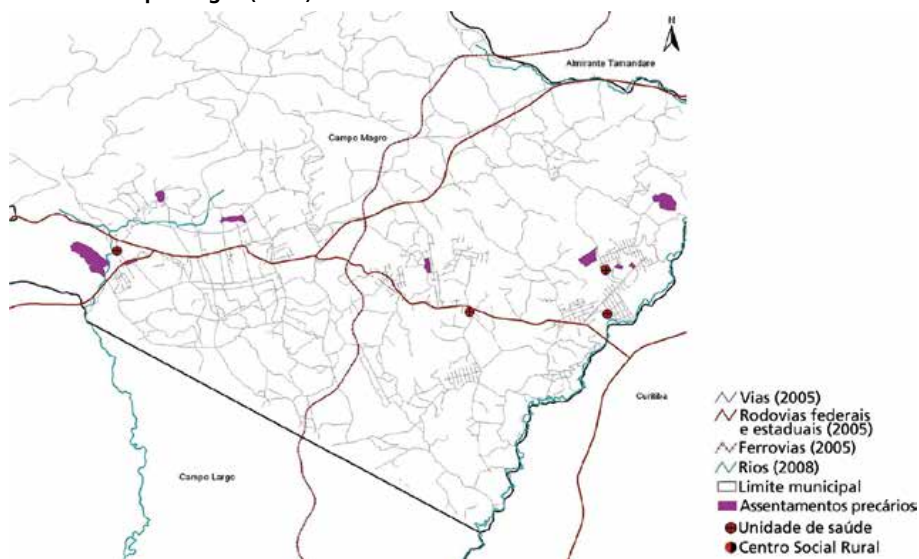 N
Almirante Tamandare
Campo Magro
Curitiba
Campo Largo
Vias (2005)
Rodovias federais
e estaduais (2005)
Ferrovias (2005)
Rios (2008)
Limite municipal
Assentamentos precários
Unidade de saúde
Centro Social Rural